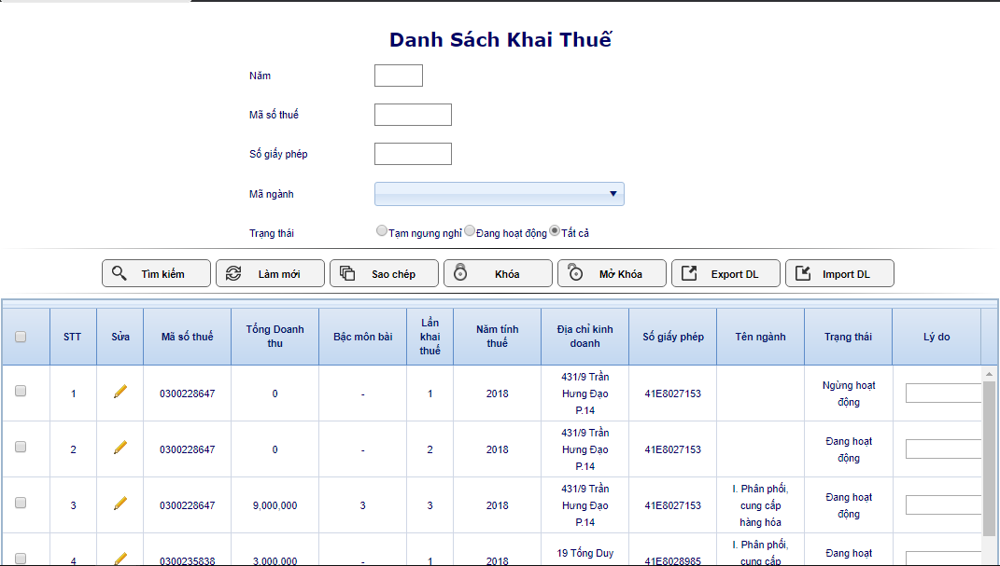 Danh Sách Khai Thuế
Năm
Mã số thuế
Số giấy phép
Mã ngành
Trạng thái Tạm ngưng nghỉ Đang hoạt động Tất cả
Tìm kiếm Làm mới Sao chép Khóa Mở Khóa Export DL Import DL
STT Sửa Mã số thuế Tổng Doanh thu Bậc môn bài Lần khai thuế Năm tính thuế Địa chỉ kinh doanh Số giấy phép Tên ngành Trạng thái Lý do
1 0300228647 0 - 1 2018 431/9 Trần Hưng Đạo P.14 41E8027153 Ngừng hoạt động
2 0300228647 0 - 2 2018 431/9 Trần Hưng Đạo P.14 41E8027153 Đang hoạt động
3 0300228647 9,000,000 3 3 2018 431/9 Trần Hưng Đạo P.14 41E8027153 I. Phân phối, cung cấp hàng hóa Đang hoạt động
4 0300235838 3,000,000 - 1 2018 19 Tống Duy 41E8028985 I. Phân phối, cung cấp Đang hoạt